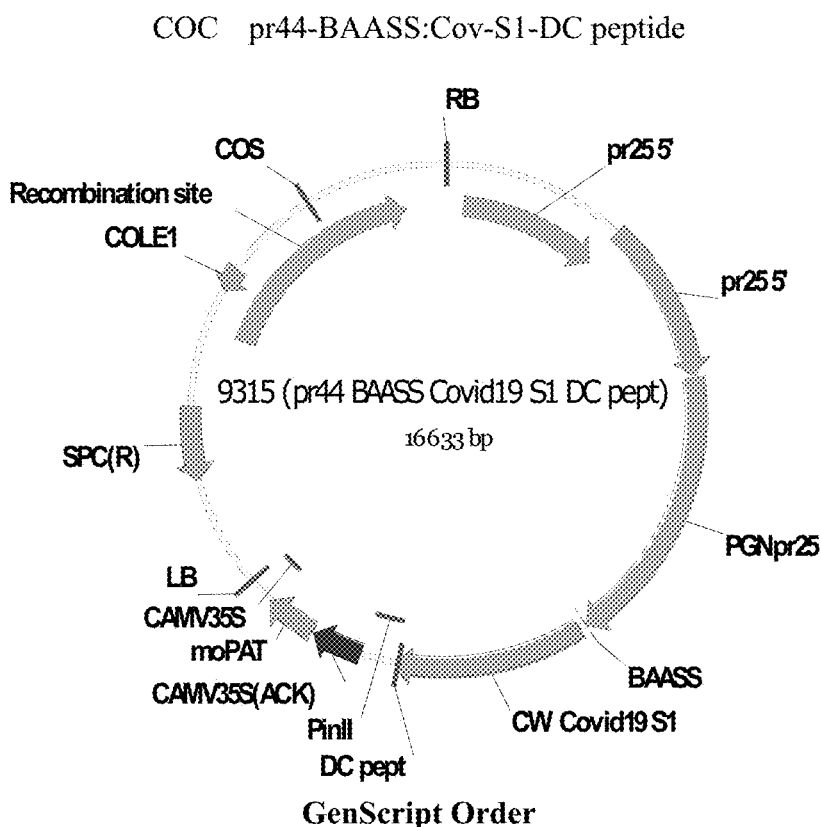 COC pr44-BAASS:Cov-S1-DC peptide
RB
COS
pr25 5'
Recombination site
COLE1
pr25 5'
9315 (pr44 BAASS Covid19 S1 DC pept)
16633 bp
SPC(R)
PGNpr25
LB
CAMV35S
moPAT
BAASS
CAMV35S(ACK)
CW Covid19 S1
PinII
DC pept
GenScript Order